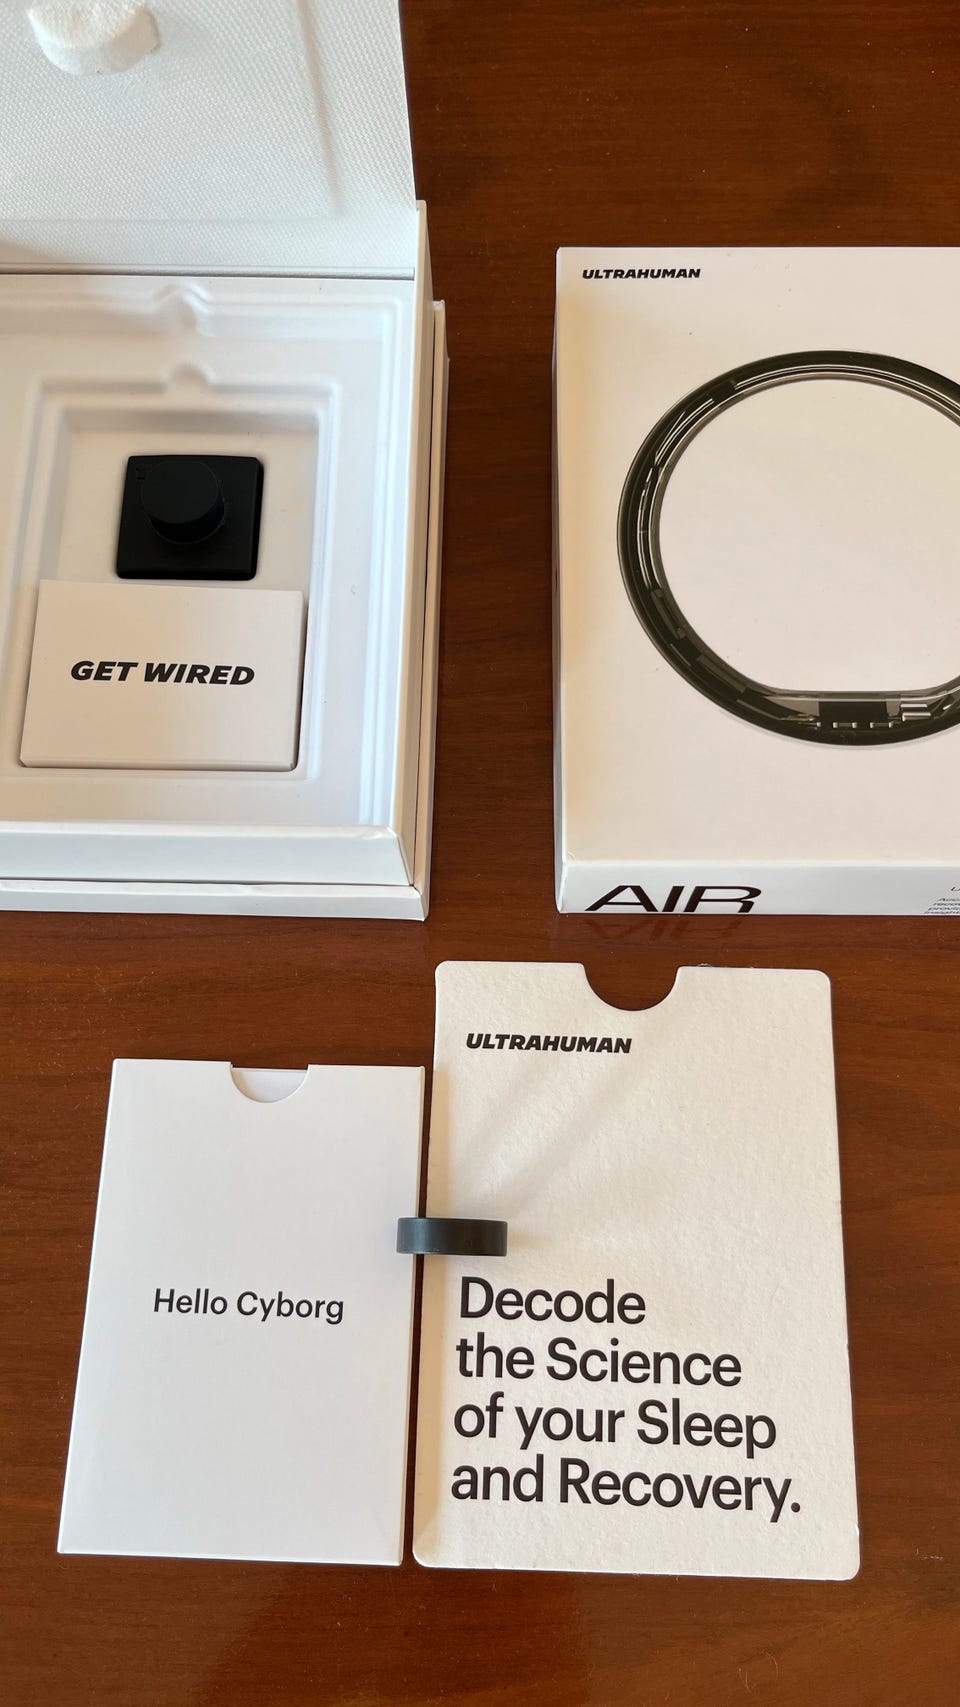 ULTRAHUMAN
GET WIRED
AIR
ULTRAHUMAN
Hello Cyborg
Decode
the Science
of your Sleep
and Recovery.